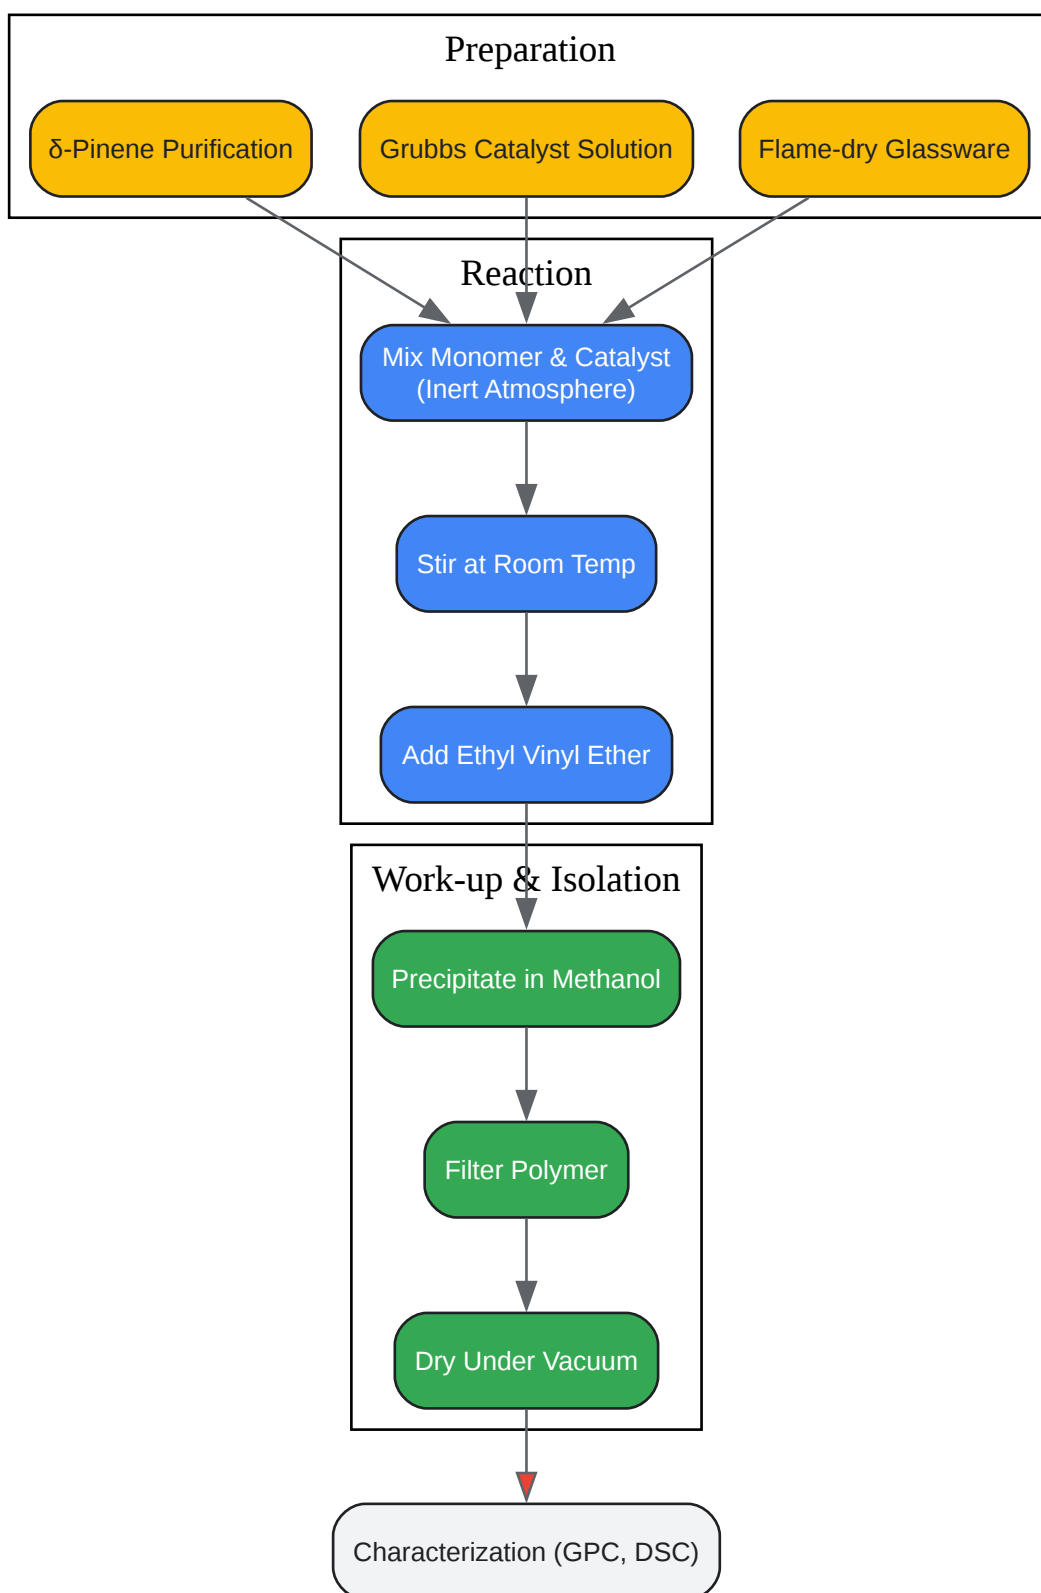 Preparation
δ-Pinene Purification
Grubbs Catalyst Solution
Flame-dry Glassware
Reaction
Mix Monomer & Catalyst
(Inert Atmosphere)
Stir at Room Temp
Add Ethyl Vinyl Ether
Work-up & Isolation
Precipitate in Methanol
Filter Polymer
Dry Under Vacuum
Characterization (GPC, DSC)